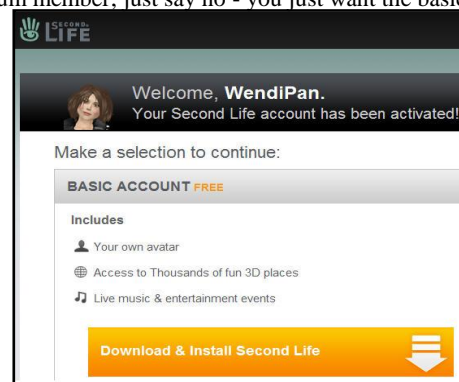 member, just say no - you just want the basic
SECOND LIFE
Welcome, WendiPan.
Your Second Life account has been activated!
Make a selection to continue:
BASIC ACCOUNT FREE
Includes
Your own avatar
Access to Thousands of fun 3D places
Live music & entertainment events
Download & Install Second Life